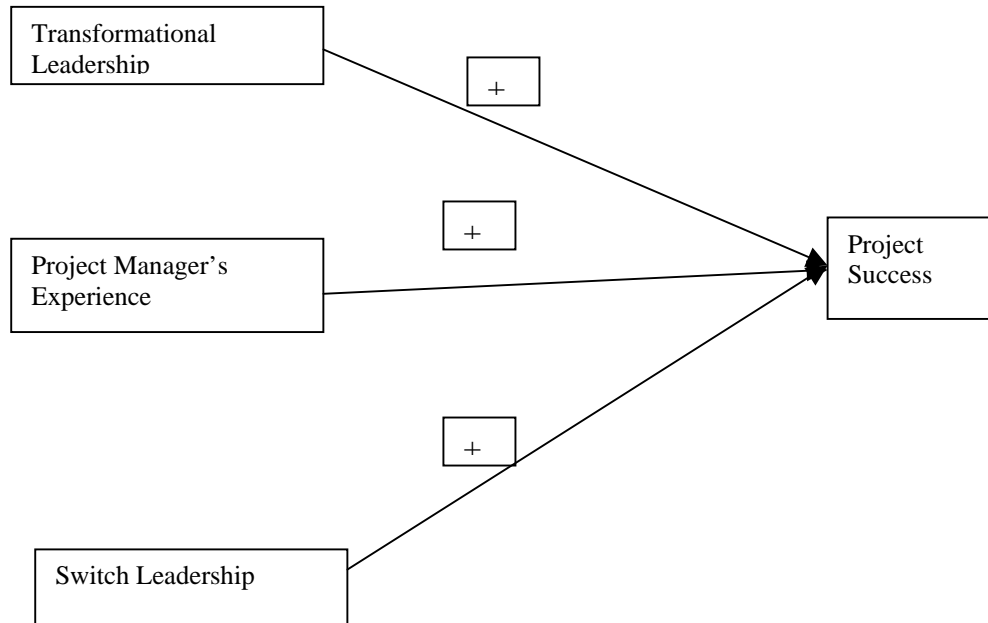 Transformational
Leadership
+
+
Project Manager’s
Experience
Project
Success
+
Switch Leadership